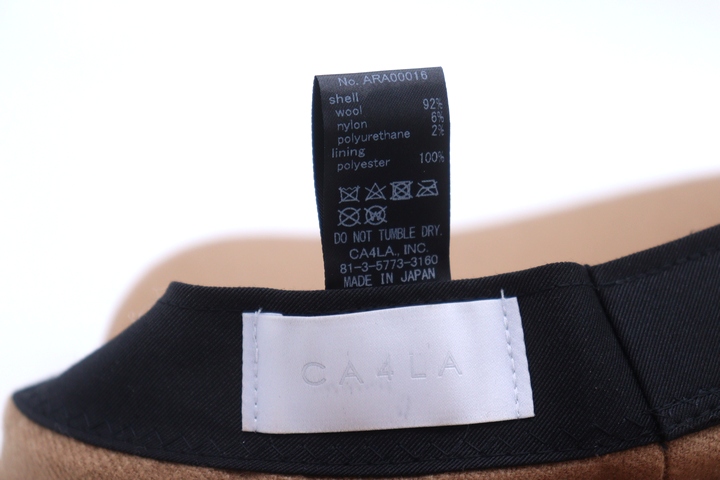 No. ARA00016
shell
wool 92%
nylon 6%
polyurethane 2%
lining
polyester 100%
DO NOT TUMBLE DRY.
CA4LA., INC.
81-3-5773-3160
MADE IN JAPAN
CA4LA